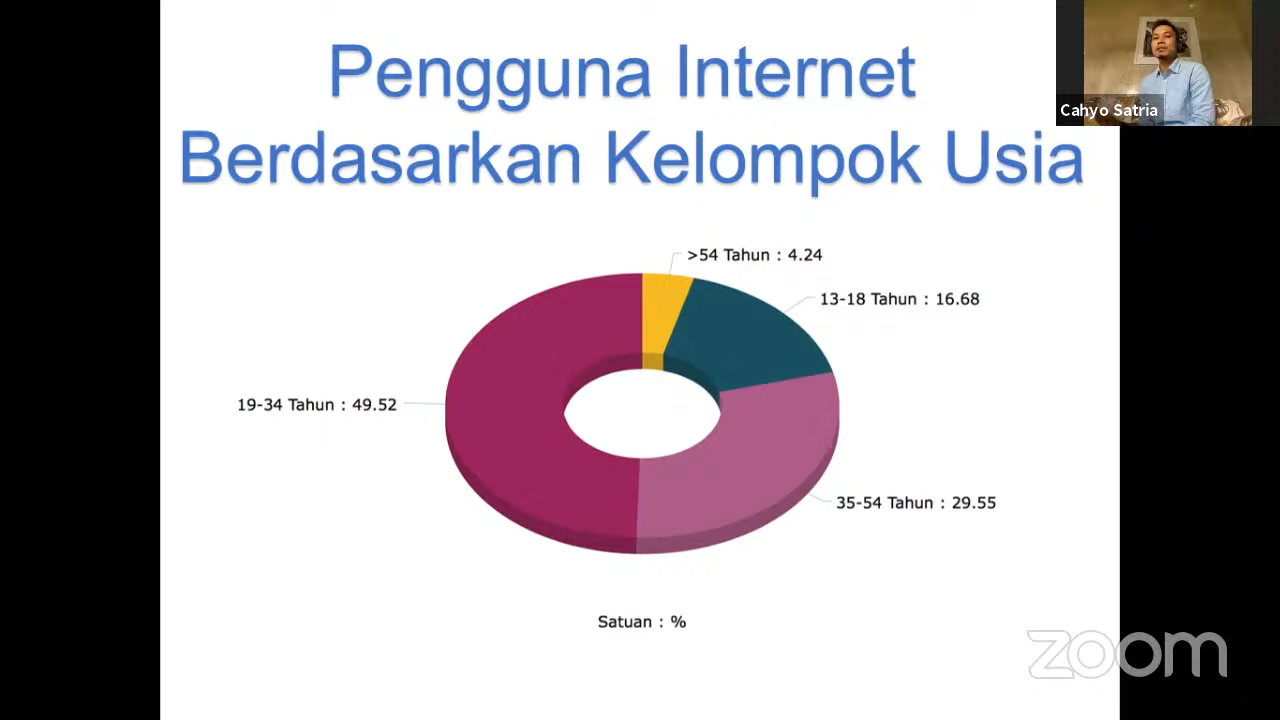 Pengguna Internet
Berdasarkan Kelompok Usia
Cahyo Satria
>54 Tahun : 4.24
13-18 Tahun : 16.68
19-34 Tahun : 49.52
35-54 Tahun : 29.55
Satuan : %
zoom